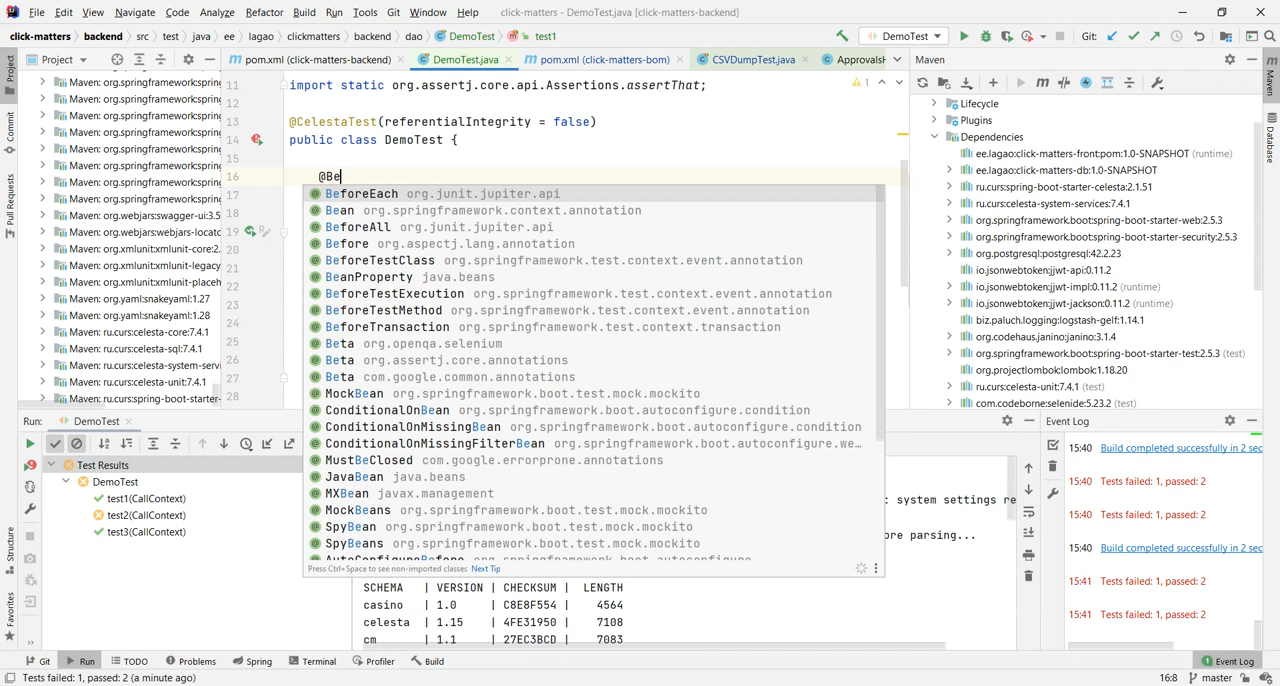 File Edit View Navigate Code Analyze Refactor Build Run Tools Git Window Help click-matters - DemoTest.java [click-matters-backend]
click-matters backend src test java ee lagao clickmatters backend dao DemoTest test1 DemoTest Git:
Project pom.xml (click-matters-backend) DemoTest.java pom.xml (click-matters-bom) CSVDumpTest.java Approvals Maven
Maven: org.springframework
Maven: org.springframework
Maven: org.springframework
Maven: org.springframework
Maven: org.springframework
Maven: org.springframework
Maven: org.springframework
Maven: org.springframework
Maven: org.webjars:swagger-ui:3.5
Maven: org.webjars:webjars-locato
Maven: org.xmlunit:xmlunit-core:2.
Maven: org.xmlunit:xmlunit-legacy
Maven: org.xmlunit:xmlunit-placeh
Maven: org.yaml:snakeyaml:1.27
Maven: org.yaml:snakeyaml:1.28
Maven: ru.curs:celesta-core:7.4.1
Maven: ru.curs:celesta-sql:7.4.1
Maven: ru.curs:celesta-system-serv
Maven: ru.curs:celesta-unit:7.4.1
Maven: ru.curs:spring-boot-starter-
11 import static org.assertj.core.api.Assertions.assertThat; 1
12
13 @CelestaTest(referentialIntegrity = false)
14 public class DemoTest {
15
16 @Be
17
18
19
20
21
22
23
24
25
26
27
28
BeforeEach org.junit.jupiter.api
Bean org.springframework.context.annotation
BeforeAll org.junit.jupiter.api
Before org.aspectj.lang.annotation
BeforeTestClass org.springframework.test.context.event.annotation
BeanProperty java.beans
BeforeTestExecution org.springframework.test.context.event.annotation
BeforeTestMethod org.springframework.test.context.event.annotation
BeforeTransaction org.springframework.test.context.transaction
Beta org.openqa.selenium
Beta org.assertj.core.annotations
Beta com.google.common.annotations
MockBean org.springframework.boot.test.mock.mockito
ConditionalOnBean org.springframework.boot.autoconfigure.condition
ConditionalOnMissingBean org.springframework.boot.autoconfigure.condition
ConditionalOnMissingFilterBean org.springframework.boot.autoconfigure.we...
MustBeClosed com.google.errorprone.annotations
JavaBean java.beans
MXBean javax.management
MockBeans org.springframework.boot.test.mock.mockito
SpyBean org.springframework.boot.test.mock.mockito
SpyBeans org.springframework.boot.test.mock.mockito
AutoConfigureBefore org.springframework.boot.autoconfigure
Press Ctrl+Space to see non-imported classes Next Tip
Lifecycle
Plugins
Dependencies
ee.lagao:click-matters-front:pom:1.0-SNAPSHOT (runtime)
ee.lagao:click-matters-db:1.0-SNAPSHOT
ru.curs:spring-boot-starter-celesta:2.1.51
ru.curs:celesta-system-services:7.4.1
org.springframework.boot:spring-boot-starter-web:2.5.3
org.springframework.boot:spring-boot-starter-security:2.5.3
org.postgresql:postgresql:42.2.23
io.jsonwebtoken:jjwt-api:0.11.2
io.jsonwebtoken:jjwt-impl:0.11.2 (runtime)
io.jsonwebtoken:jjwt-jackson:0.11.2 (runtime)
biz.paluch.logging:logstash-gelf:1.14.1
org.codehaus.janino:janino:3.1.4
org.springframework.boot:spring-boot-starter-test:2.5.3 (test)
org.projectlombok:lombok:1.18.20
ru.curs:celesta-unit:7.4.1 (test)
com.codeborne:selenide:5.23.2 (test)
Run: DemoTest
Test Results
DemoTest
test1(CallContext)
test2(CallContext)
test3(CallContext)
: system settings re
ore parsing...
SCHEMA | VERSION | CHECKSUM | LENGTH
casino | 1.0 | C8E8F554 | 4564
celesta | 1.15 | 4FE31950 | 7108
cm | 1.1 | 27EC3BCD | 7083
Event Log
15:40 Build completed successfully in 2 sec
15:40 Tests failed: 1, passed: 2
15:40 Tests failed: 1, passed: 2
15:40 Build completed successfully in 2 sec
15:41 Tests failed: 1, passed: 2
15:41 Tests failed: 1, passed: 2
Project
Commit
Pull Requests
Structure
Favorites
Maven
Database
Git Run TODO Problems Spring Terminal Profiler Build 1 Event Log
Tests failed: 1, passed: 2 (a minute ago) 16:8 master